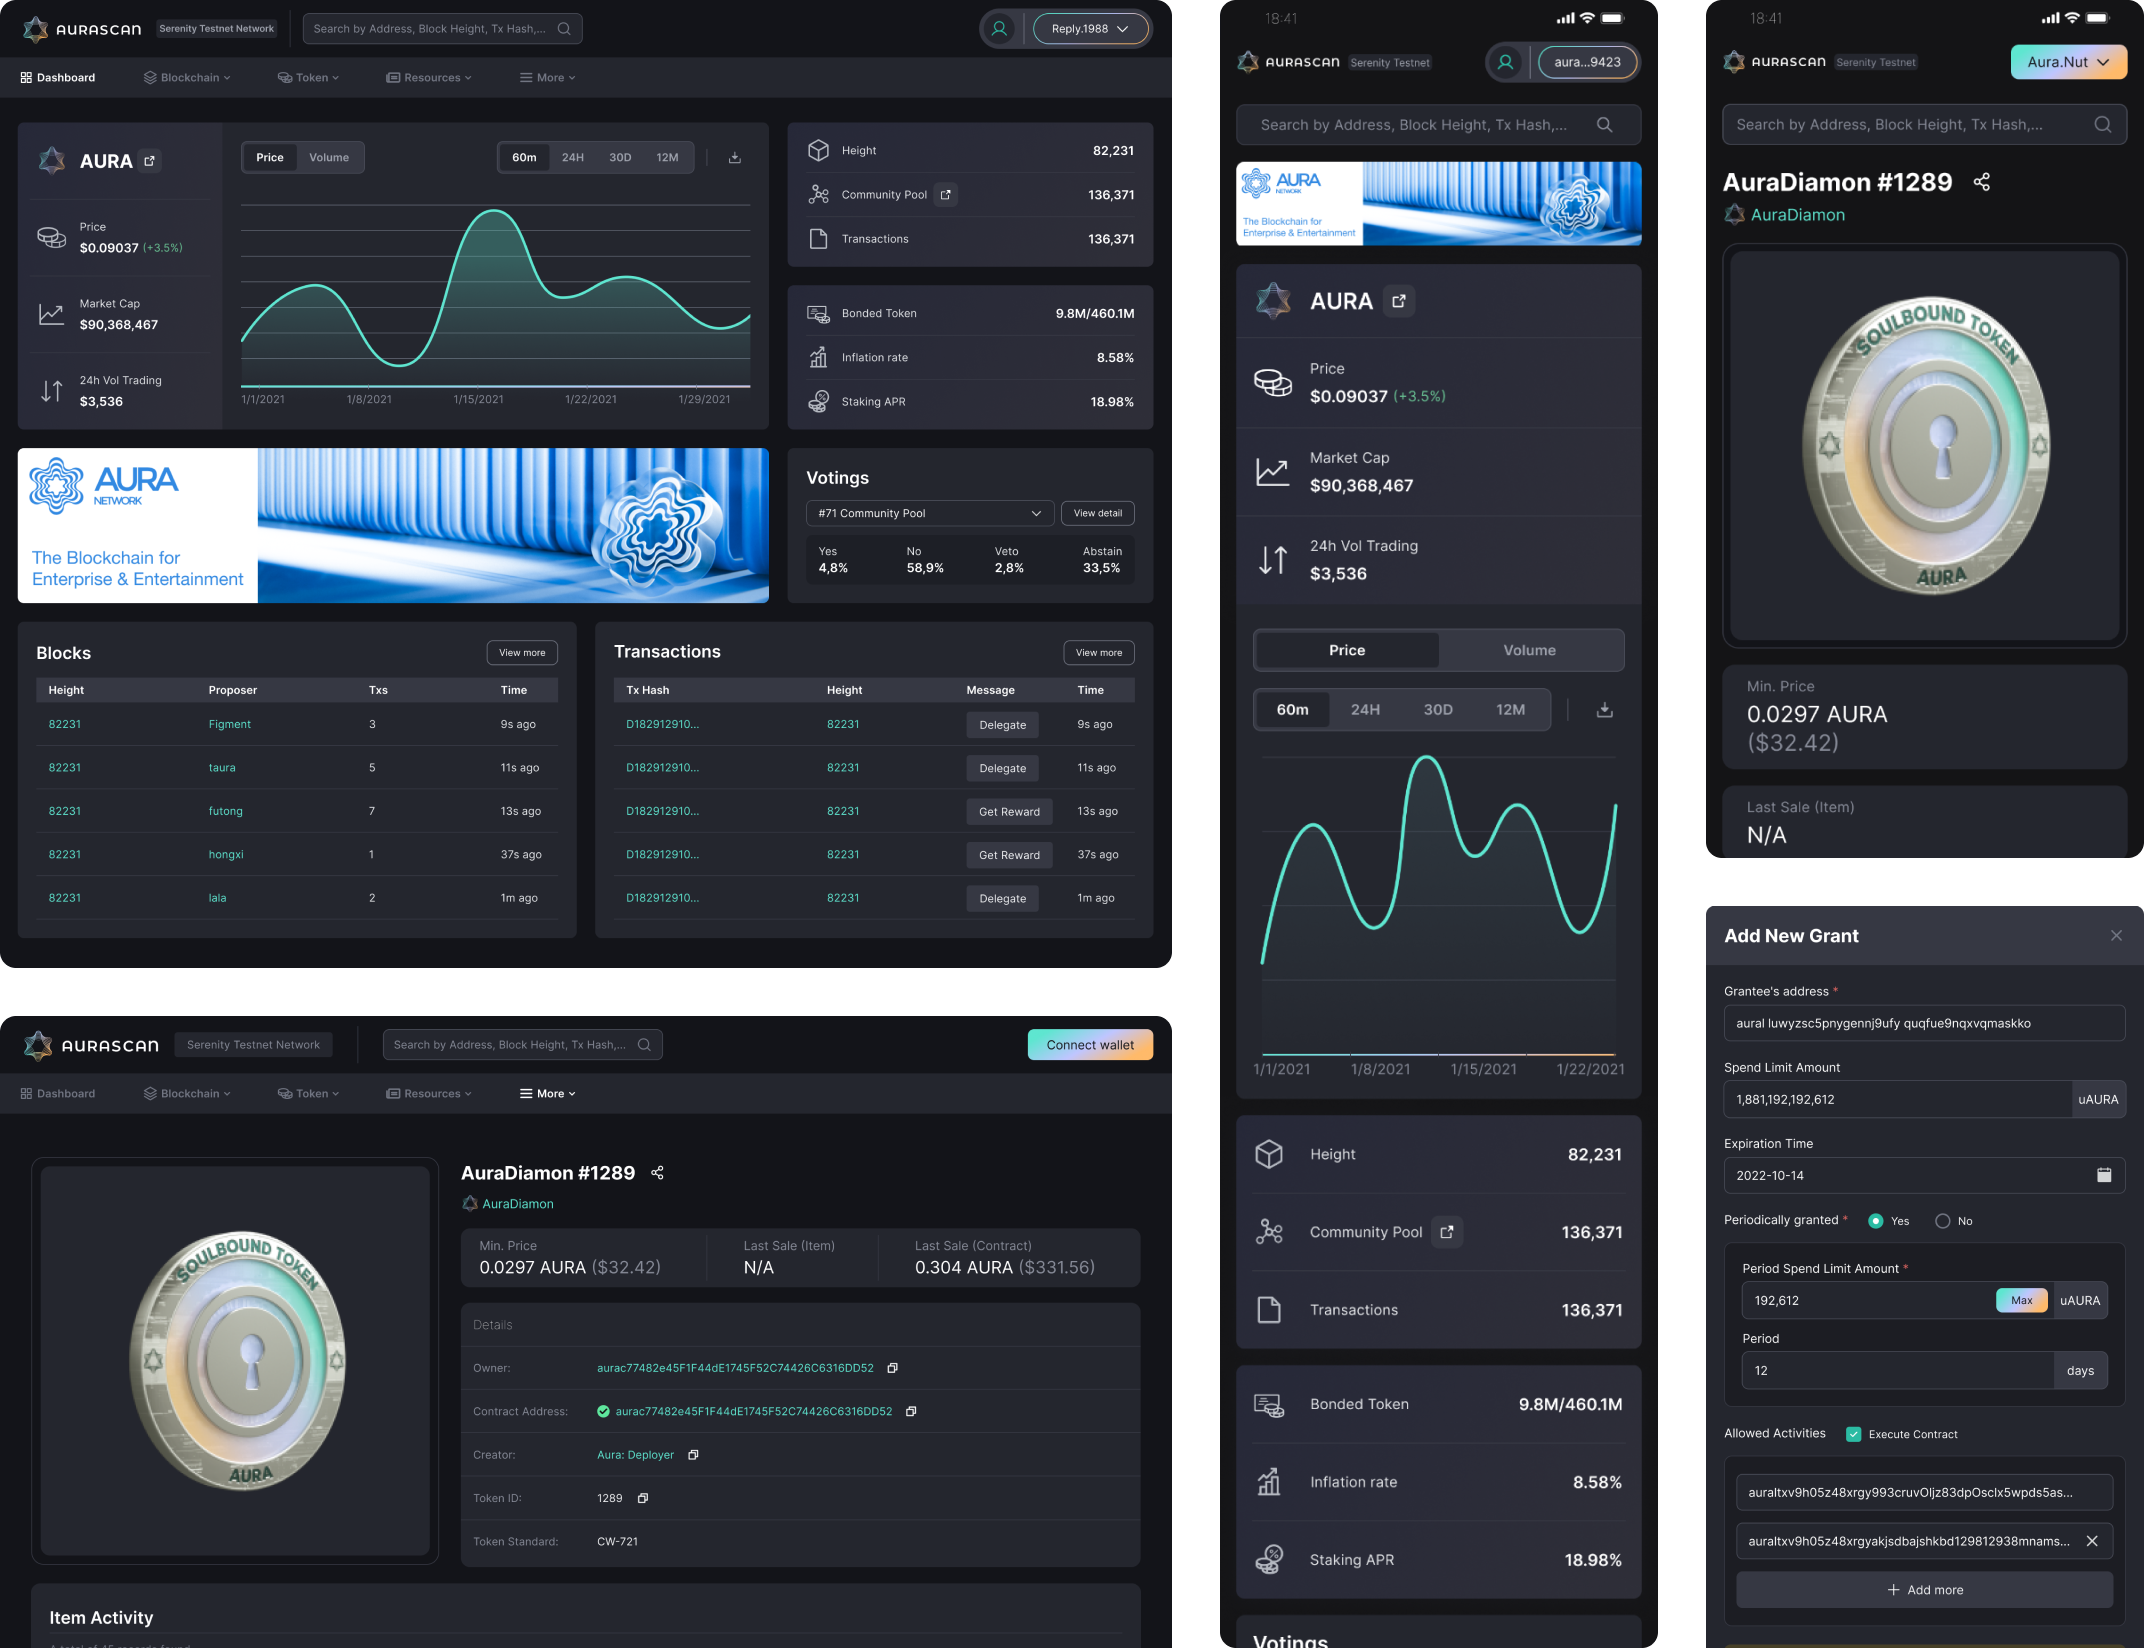 AURASCAN Serenity Testnet Network Search by Address, Block Height, Tx Hash,... Reply.1988
Dashboard Blockchain Token Resources More
AURA
Price
$0.09037 (+3.5%)
Market Cap
$90,368,467
24h Vol Trading
$3,536
Price Volume 60m 24H 30D 12M
1/1/2021 1/8/2021 1/15/2021 1/22/2021 1/29/2021
Height 82,231
Community Pool 136,371
Transactions 136,371
Bonded Token 9.8M/460.1M
Inflation rate 8.58%
Staking APR 18.98%
AURA
NETWORK
The Blockchain for
Enterprise & Entertainment
Votings
#71 Community Pool View detail
Yes No Veto Abstain
4,8% 58,9% 2,8% 33,5%
Blocks View more
Height Proposer Txs Time
82231 Figment 3 9s ago
82231 taura 5 11s ago
82231 futong 7 13s ago
82231 hongxi 1 37s ago
82231 lala 2 1m ago
Transactions View more
Tx Hash Height Message Time
D182912910... 82231 Delegate 9s ago
D182912910... 82231 Delegate 11s ago
D182912910... 82231 Get Reward 13s ago
D182912910... 82231 Get Reward 37s ago
D182912910... 82231 Delegate 1m ago
AURASCAN Serenity Testnet Network Search by Address, Block Height, Tx Hash,... Connect wallet
Dashboard Blockchain Token Resources More
SOULBOUND TOKEN
AURA
AuraDiamon #1289
AuraDiamon
Min. Price Last Sale (Item) Last Sale (Contract)
0.0297 AURA ($32.42) N/A 0.304 AURA ($331.56)
Details
Owner: aurac77482e45F1F44dE1745F52C74426C6316DD52
Contract Address: aurac77482e45F1F44dE1745F52C74426C6316DD52
Creator: Aura: Deployer
Token ID: 1289
Token Standard: CW-721
Item Activity
A total of 45 records found
18:41
AURASCAN Serenity Testnet aura...9423
Search by Address, Block Height, Tx Hash,...
AURA
NETWORK
The Blockchain for
Enterprise & Entertainment
AURA
Price
$0.09037 (+3.5%)
Market Cap
$90,368,467
24h Vol Trading
$3,536
Price Volume
60m 24H 30D 12M
1/1/2021 1/8/2021 1/15/2021 1/22/2021
Height 82,231
Community Pool 136,371
Transactions 136,371
Bonded Token 9.8M/460.1M
Inflation rate 8.58%
Staking APR 18.98%
Votings
18:41
AURASCAN Serenity Testnet Aura.Nut
Search by Address, Block Height, Tx Hash,...
AuraDiamon #1289
AuraDiamon
SOULBOUND TOKEN
AURA
Min. Price
0.0297 AURA
($32.42)
Last Sale (Item)
N/A
Add New Grant
Grantee's address *
aural luwyzsc5pnygennj9ufy quqfue9nqxvqmaskko
Spend Limit Amount
1,881,192,192,612 uAURA
Expiration Time
2022-10-14
Periodically granted * Yes No
Period Spend Limit Amount *
192,612 Max uAURA
Period
12 days
Allowed Activities Execute Contract
auraltxv9h05z48xrgy993cruvOljz83dpOsclx5wpds5as...
auraltxv9h05z48xrgyakjsdbajshkbd129812938mnams...
Add more